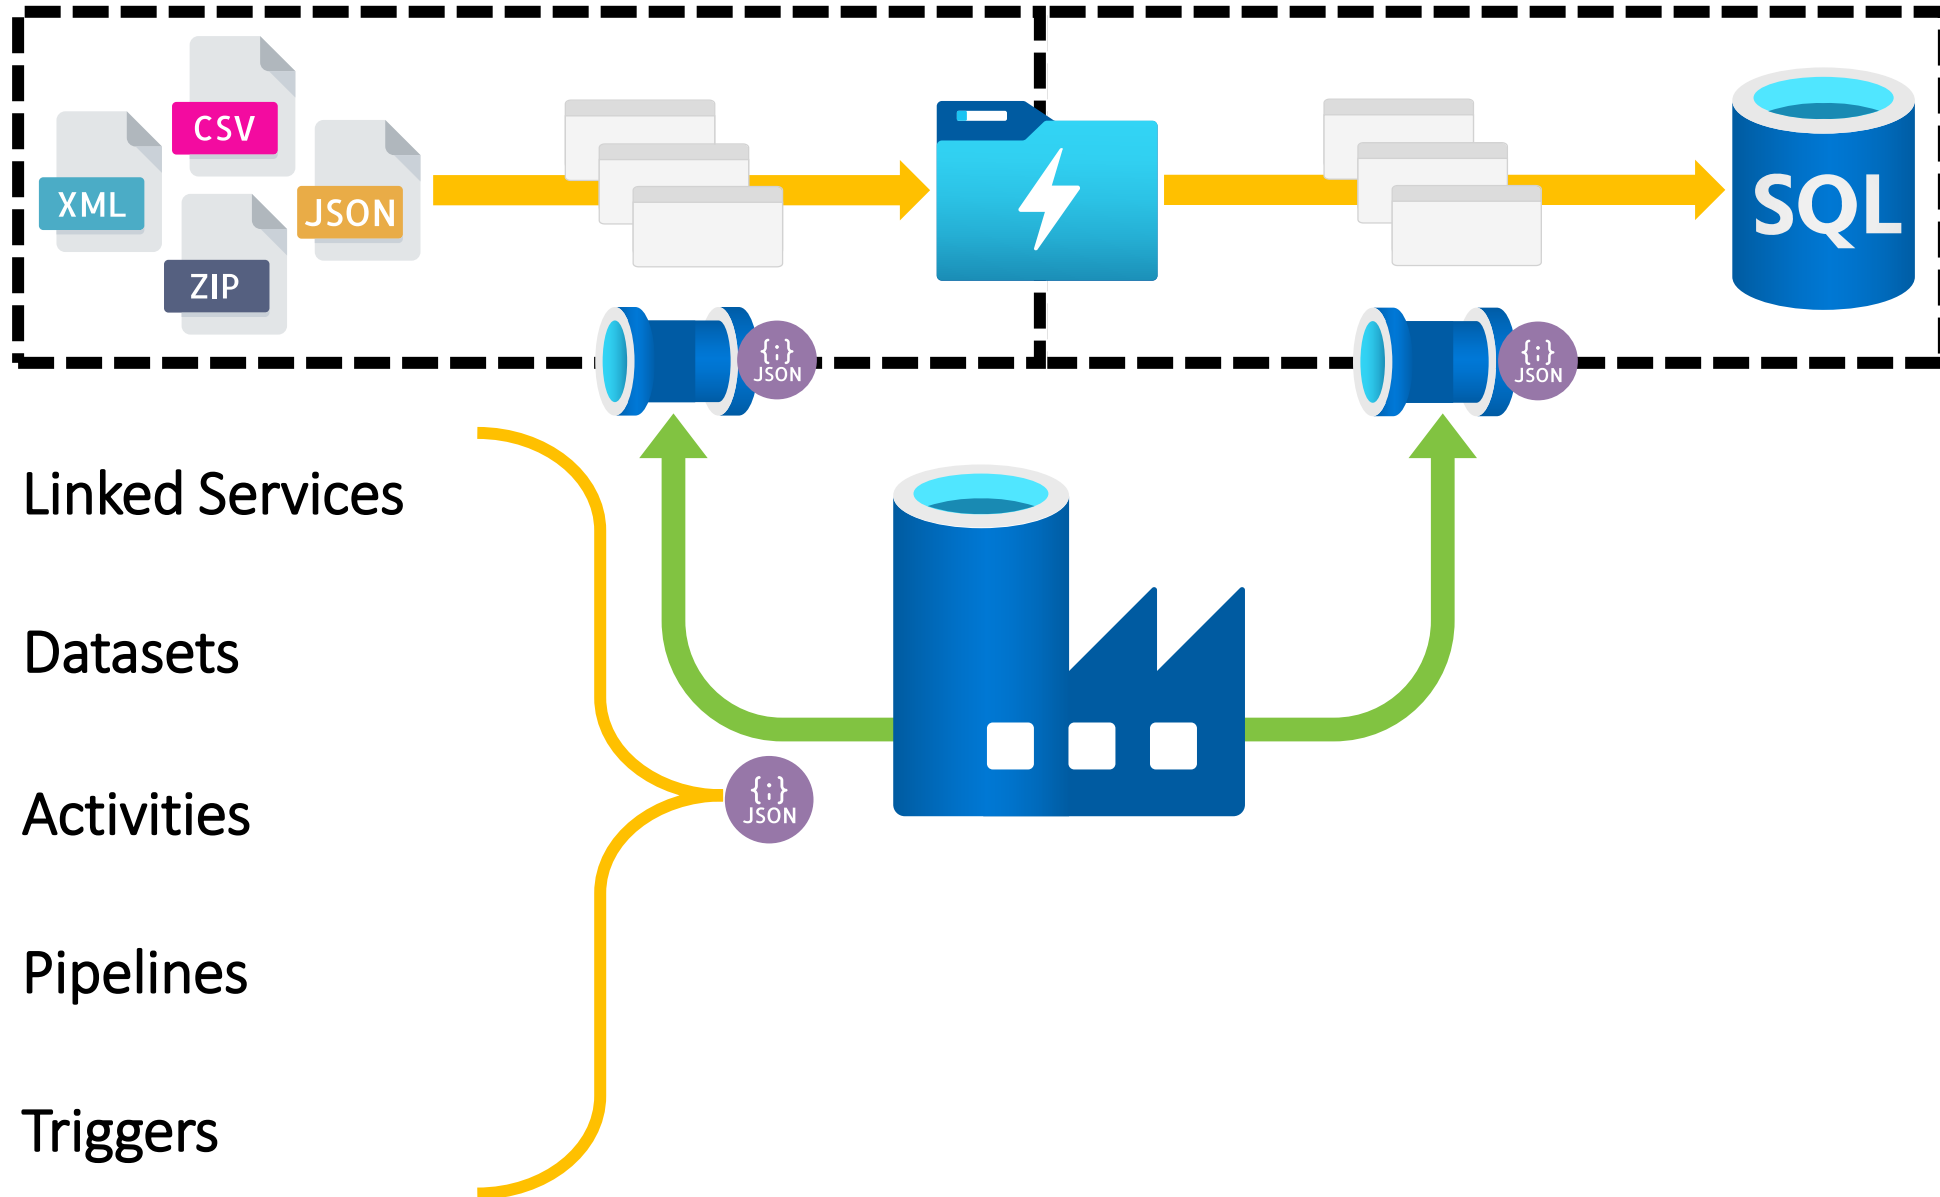 CSV
XML
JSON
ZIP
SQL
{;}
JSON
{;}
JSON
Linked Services
Datasets
Activities
{;}
JSON
Pipelines
Triggers